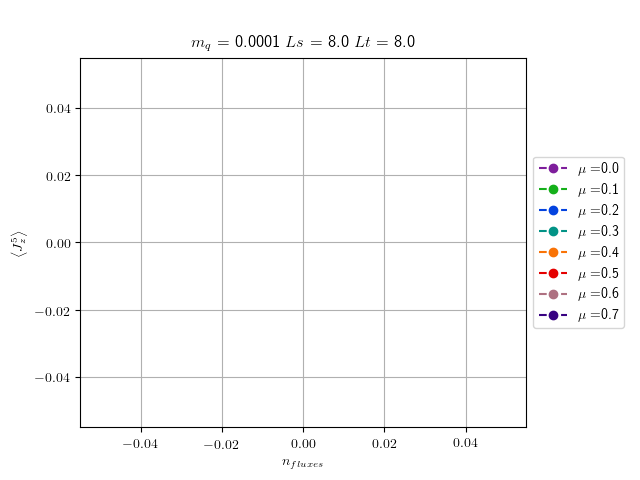 m_q = 0.0001 Ls = 8.0 Lt = 8.0
⟨J_z^5⟩
0.04
0.02
0.00
−0.02
−0.04
−0.04
−0.02
0.00
0.02
0.04
n_{fluxes}
μ =0.0
μ =0.1
μ =0.2
μ =0.3
μ =0.4
μ =0.5
μ =0.6
μ =0.7